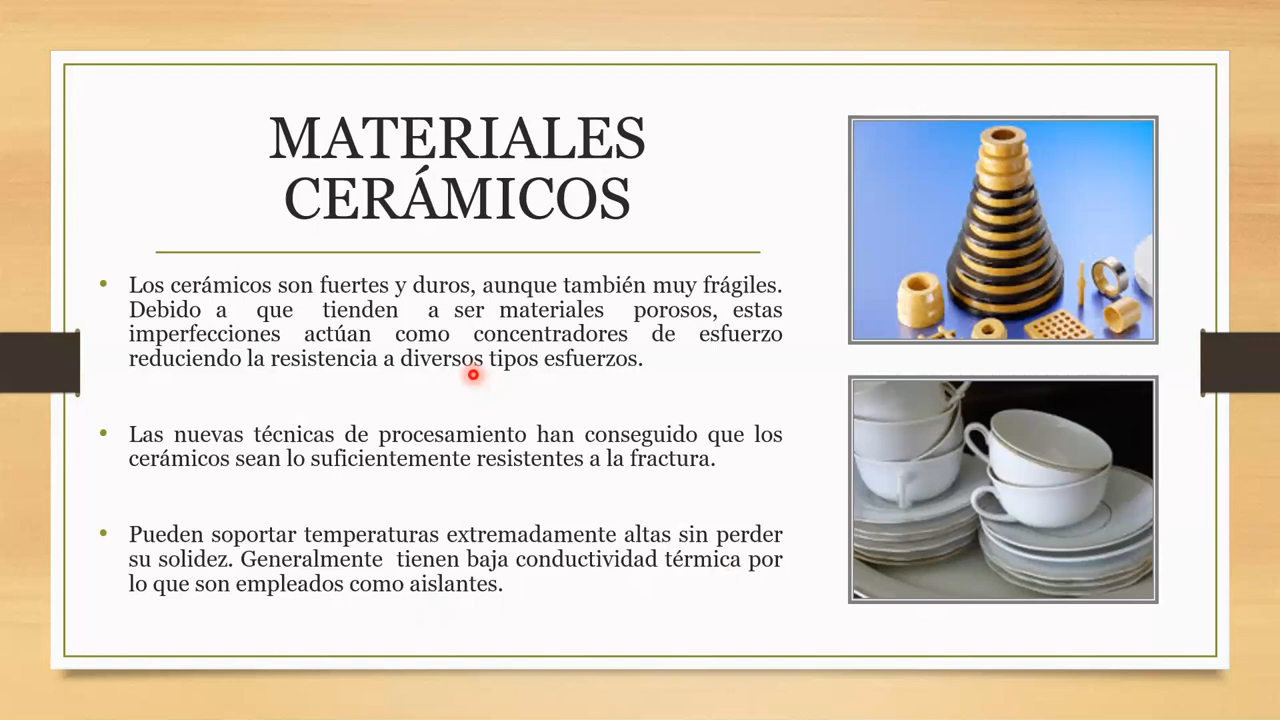 MATERIALES
CERÁMICOS
• Los cerámicos son fuertes y duros, aunque también muy frágiles.
Debido a que tienden a ser materiales porosos, estas
imperfecciones actúan como concentradores de esfuerzo
reduciendo la resistencia a diversos tipos esfuerzos.
• Las nuevas técnicas de procesamiento han conseguido que los
cerámicos sean lo suficientemente resistentes a la fractura.
• Pueden soportar temperaturas extremadamente altas sin perder
su solidez. Generalmente tienen baja conductividad térmica por
lo que son empleados como aislantes.